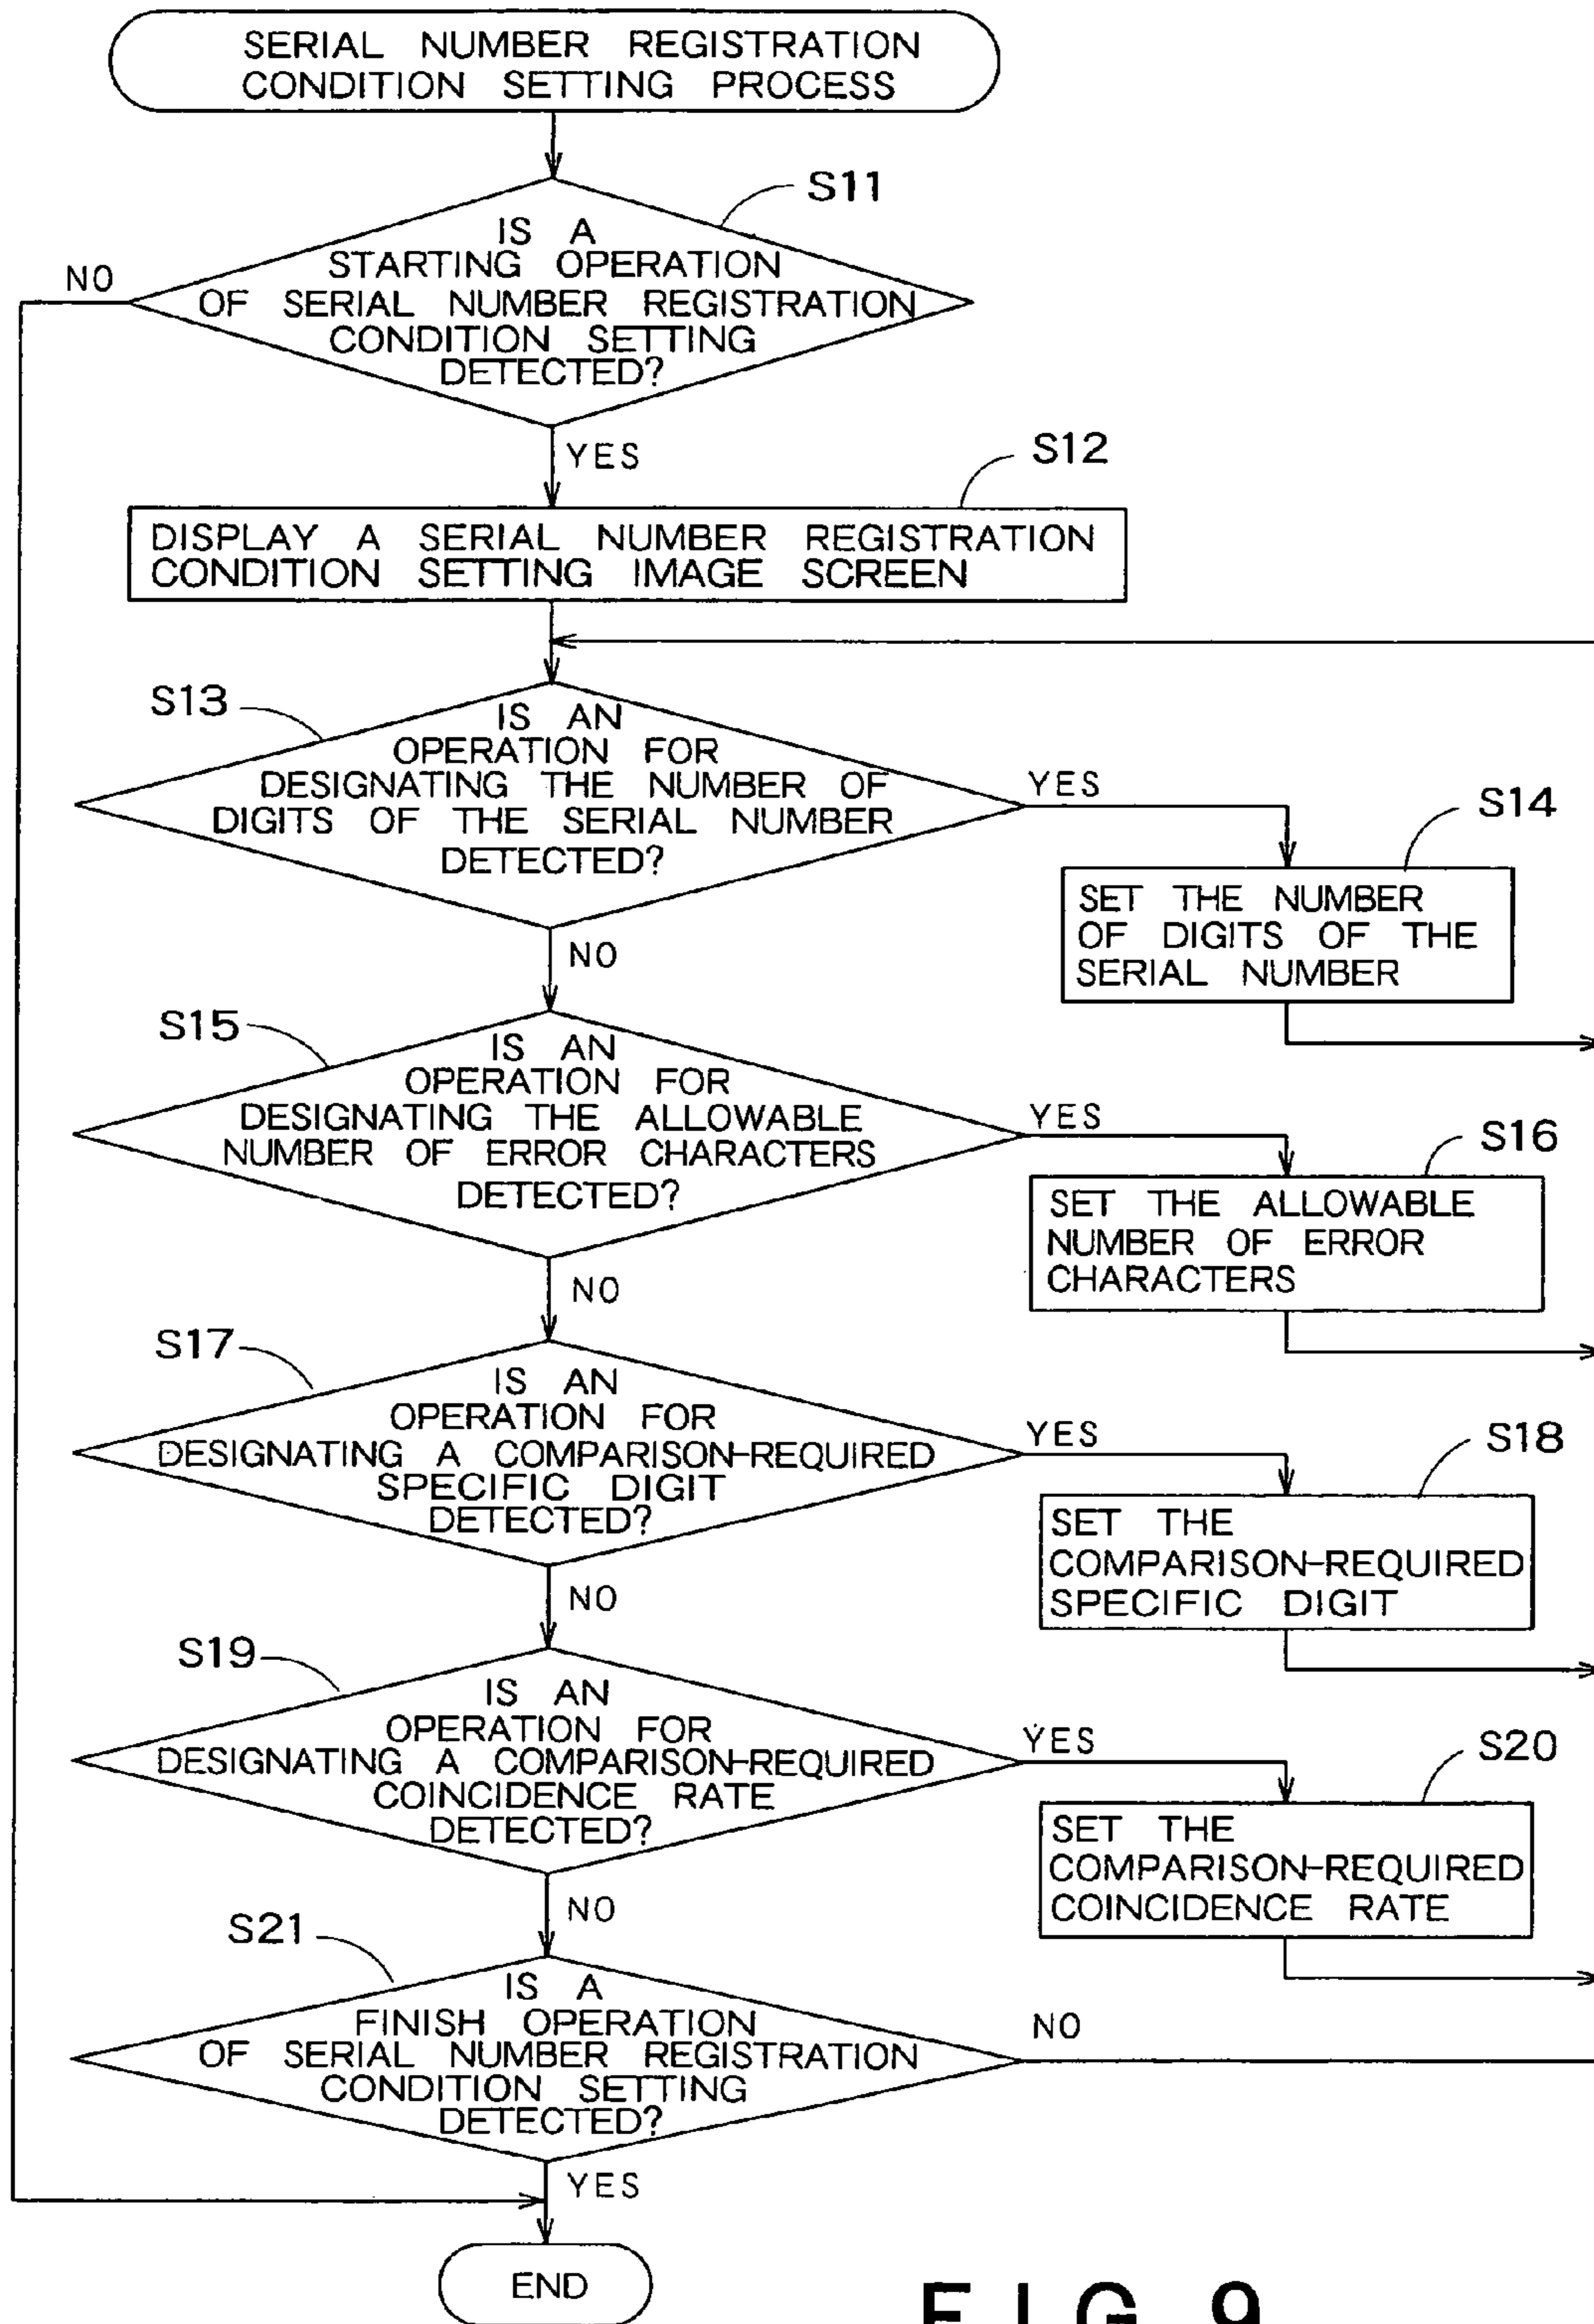 SERIAL NUMBER REGISTRATION
CONDITION SETTING PROCESS
S11
IS A
STARTING OPERATION
OF SERIAL NUMBER REGISTRATION
CONDITION SETTING
DETECTED?
NO
YES
S12
DISPLAY A SERIAL NUMBER REGISTRATION
CONDITION SETTING IMAGE SCREEN
S13
IS AN
OPERATION FOR
DESIGNATING THE NUMBER OF
DIGITS OF THE SERIAL NUMBER
DETECTED?
YES
S14
SET THE NUMBER
OF DIGITS OF THE
SERIAL NUMBER
NO
S15
IS AN
OPERATION FOR
DESIGNATING THE ALLOWABLE
NUMBER OF ERROR CHARACTERS
DETECTED?
YES
S16
SET THE ALLOWABLE
NUMBER OF ERROR
CHARACTERS
NO
S17
IS AN
OPERATION FOR
DESIGNATING A COMPARISON-REQUIRED
SPECIFIC DIGIT
DETECTED?
YES
S18
SET THE
COMPARISON-REQUIRED
SPECIFIC DIGIT
NO
S19
IS AN
OPERATION FOR
DESIGNATING A COMPARISON-REQUIRED
COINCIDENCE RATE
DETECTED?
YES
S20
SET THE
COMPARISON-REQUIRED
COINCIDENCE RATE
NO
S21
IS A
FINISH OPERATION
OF SERIAL NUMBER REGISTRATION
CONDITION SETTING
DETECTED?
NO
YES
END
FIG. 9